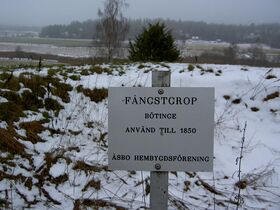 FÅNGSTGROP
BÖTINGE
ANVÄND TILL 1850
ÅSBO HEMBYGDSFÖRENING